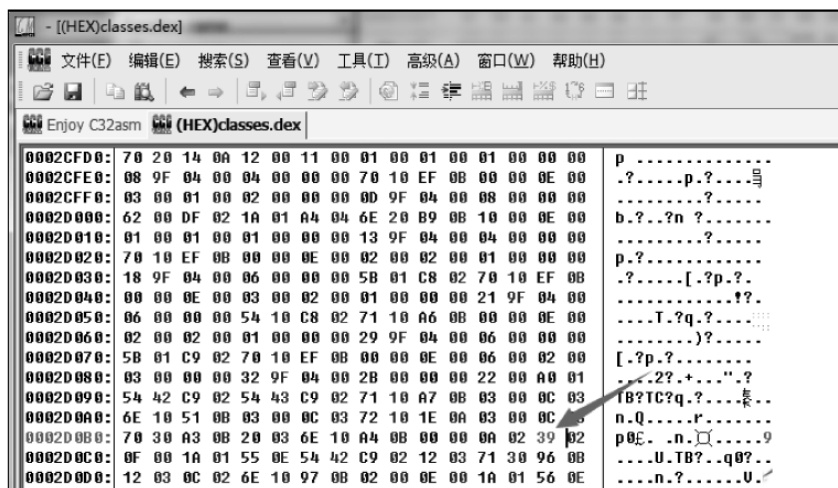 - [(HEX)classes.dex]
文件(F) 编辑(E) 搜索(S) 查看(V) 工具(T) 高级(A) 窗口(W) 帮助(H)
Enjoy C32asm (HEX)classes.dex
0002CFD0: 70 20 14 0A 12 00 11 00 01 00 01 00 01 00 00 00 p ..............
0002CFE0: 08 9F 04 00 04 00 00 00 70 10 EF 0B 00 00 0E 00 .?.....p.?....号
0002CFF0: 03 00 01 00 02 00 00 00 0D 9F 04 00 08 00 00 00 .........?.....
0002D000: 62 00 DF 02 1A 01 A4 04 6E 20 B9 0B 10 00 0E 00 b.?..?n ?.......
0002D010: 01 00 01 00 01 00 00 00 13 9F 04 00 04 00 00 00 .........?.....
0002D020: 70 10 EF 0B 00 00 0E 00 02 00 02 00 01 00 00 00 p.?............
0002D030: 18 9F 04 00 06 00 00 00 5B 01 C8 02 70 10 EF 0B .?.....[.?p.?.
0002D040: 00 00 0E 00 03 00 02 00 01 00 00 00 21 9F 04 00 ............!?.
0002D050: 06 00 00 00 54 10 C8 02 71 10 A6 0B 00 00 0E 00 ....T.?q.?....
0002D060: 02 00 02 00 01 00 00 00 29 9F 04 00 06 00 00 00 ........)?.....
0002D070: 5B 01 C9 02 70 10 EF 0B 00 00 0E 00 06 00 02 00 [.?p.?........
0002D080: 03 00 00 00 32 9F 04 00 2B 00 00 00 22 00 A0 01 ....2?.+...".?
0002D090: 54 42 C9 02 54 43 C9 02 71 10 A7 0B 03 00 0C 03 TB?TC?q.?....
0002D0A0: 6E 10 51 0B 03 00 0C 03 72 10 1E 0A 03 00 0C n.Q.....r.......
0002D0B0: 70 30 A3 0B 20 03 6E 10 A4 0B 00 00 0A 02 39 02
0002D0C0: 0F 00 1A 01 55 0E 54 42 C9 02 12 03 71 30 96 0B ....U.TB?..q0?..
0002D0D0: 12 03 0C 02 6E 10 97 0B 02 00 0E 00 1A 01 56 0E ....n.?......V.